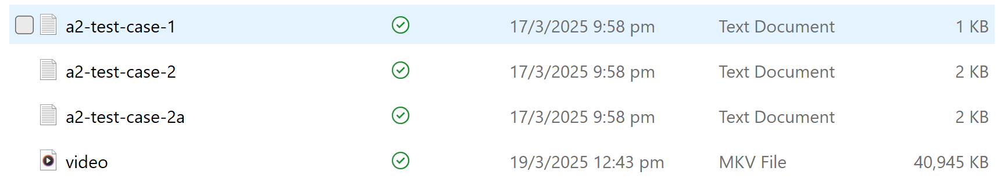 a2-test-case-1 17/3/2025 9:58 pm Text Document 1 KB
a2-test-case-2 17/3/2025 9:58 pm Text Document 2 KB
a2-test-case-2a 17/3/2025 9:58 pm Text Document 2 KB
video 19/3/2025 12:43 pm MKV File 40,945 KB